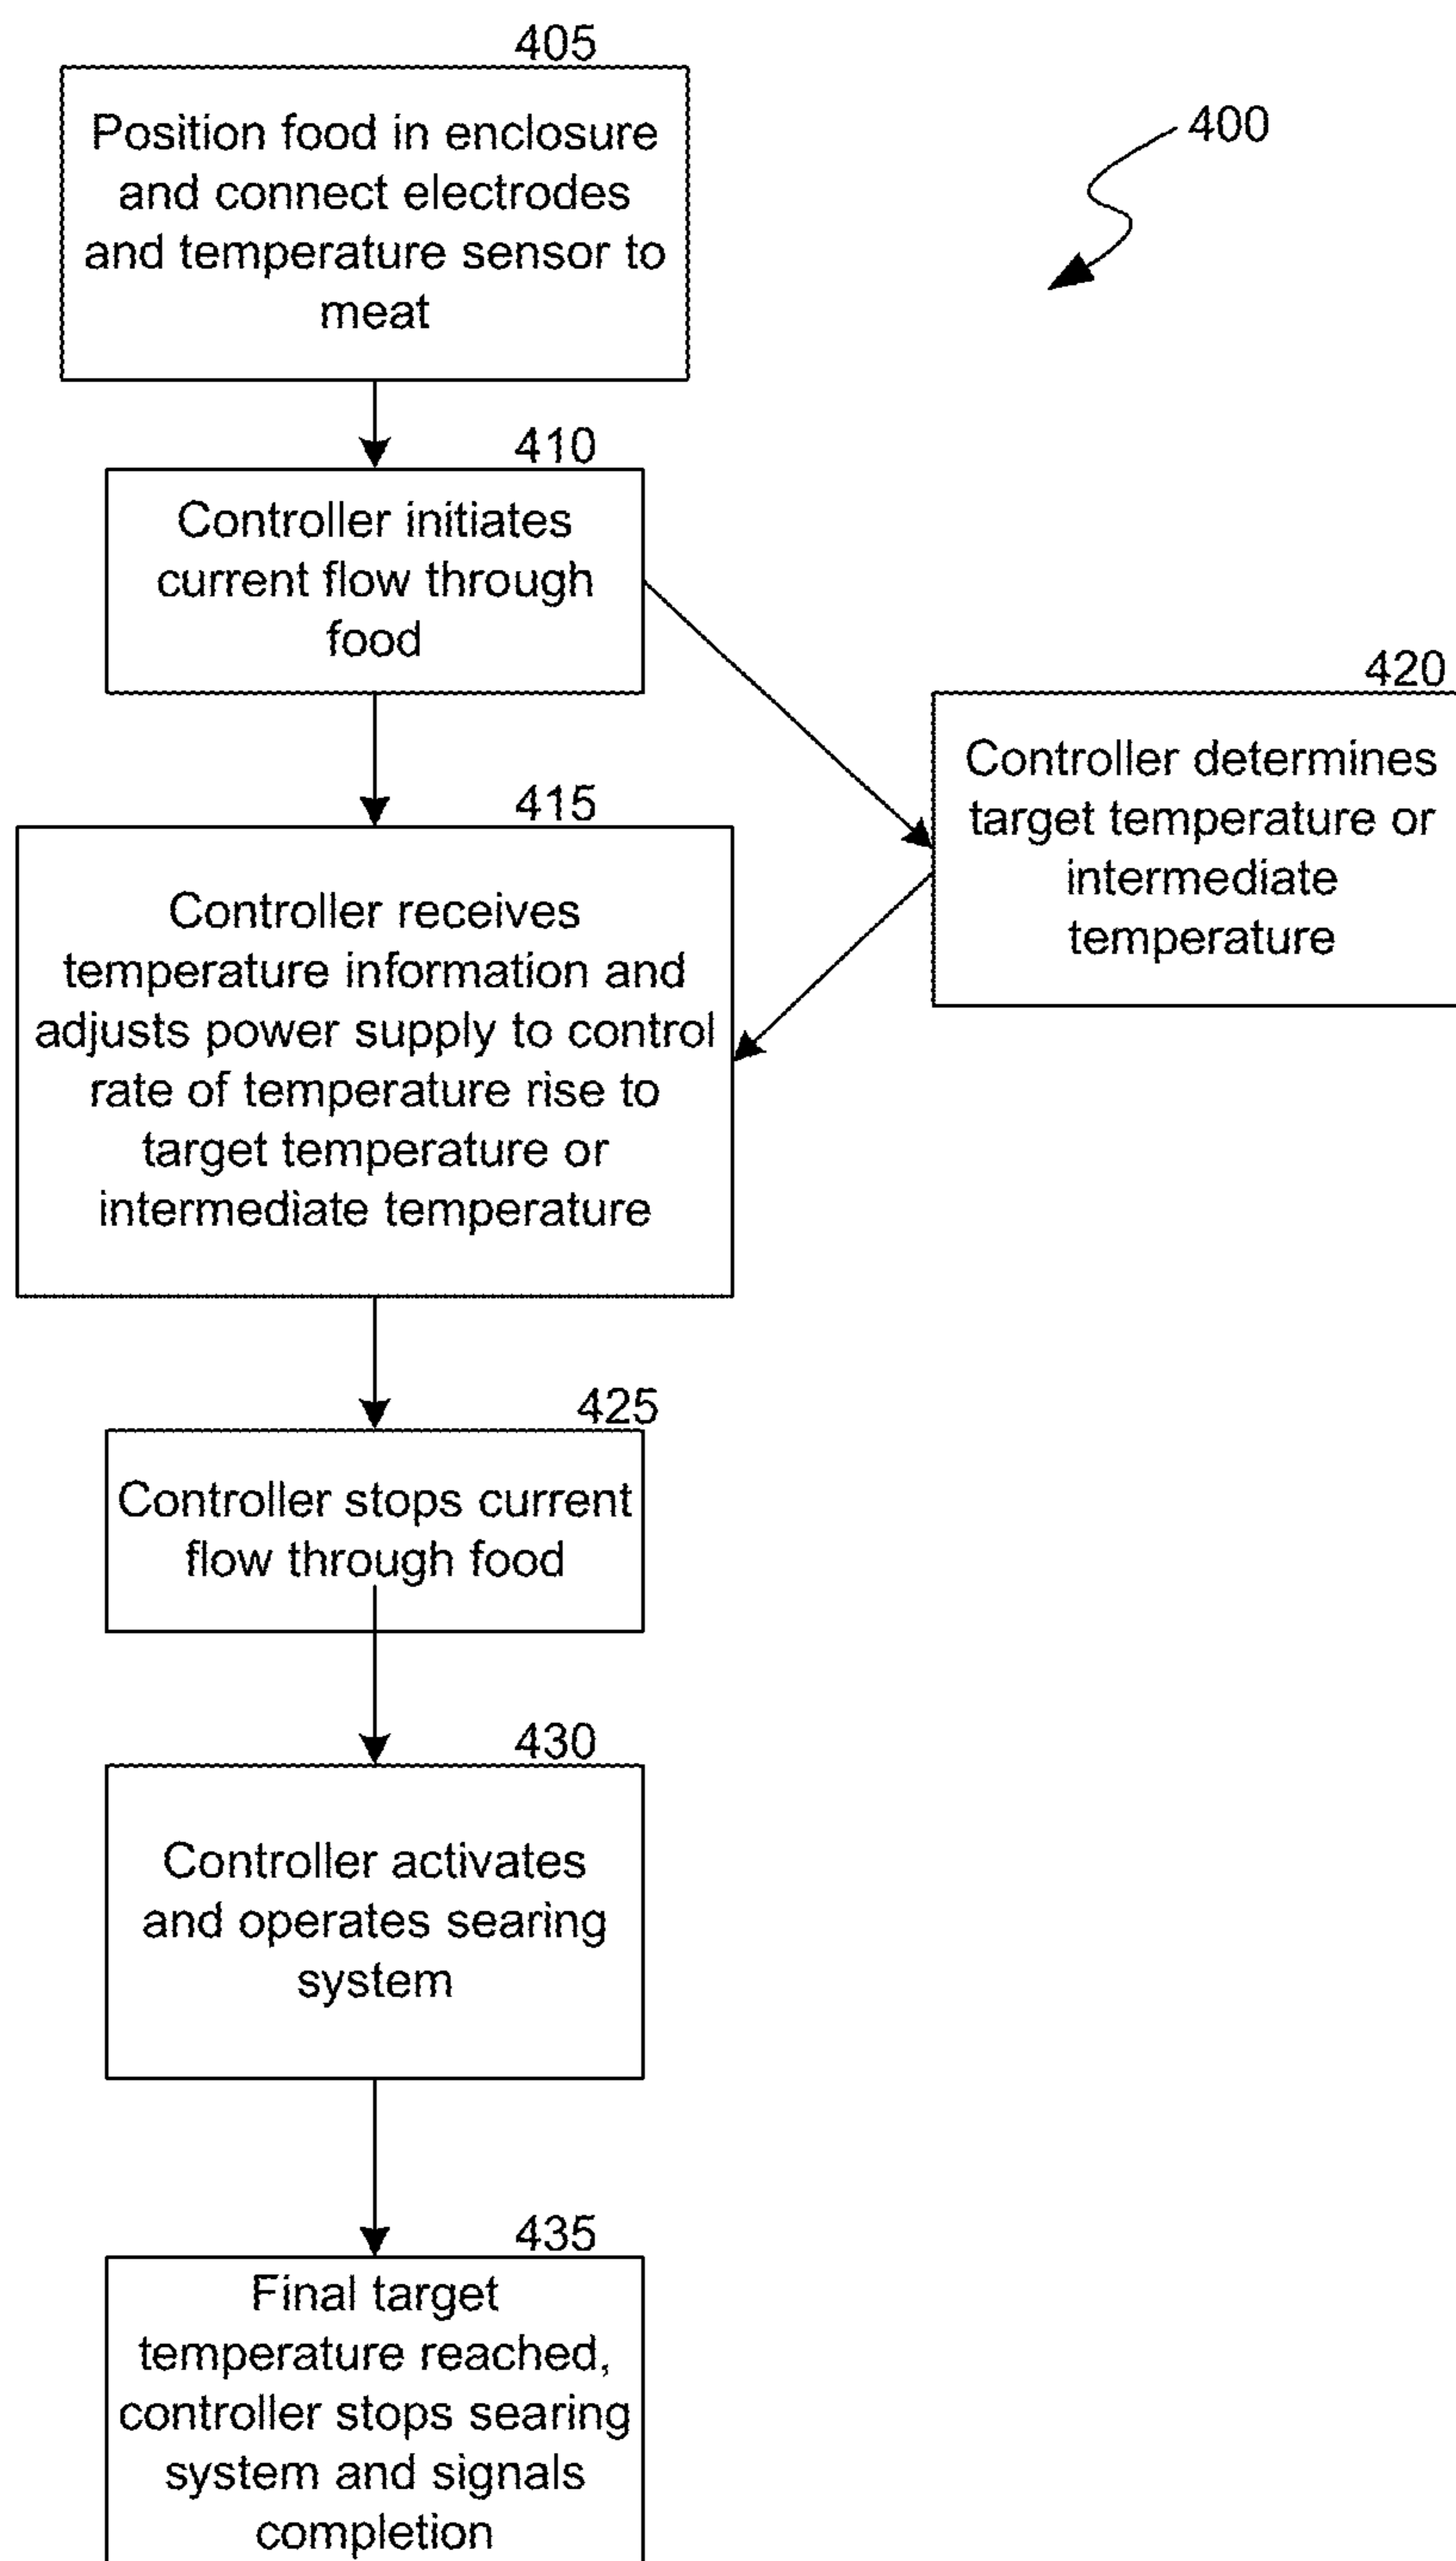 405
Position food in enclosure
and connect electrodes
and temperature sensor to
meat
400
410
Controller initiates
current flow through
food
420
Controller determines
target temperature or
intermediate
temperature
415
Controller receives
temperature information and
adjusts power supply to control
rate of temperature rise to
target temperature or
intermediate temperature
425
Controller stops current
flow through food
430
Controller activates
and operates searing
system
435
Final target
temperature reached,
controller stops searing
system and signals
completion